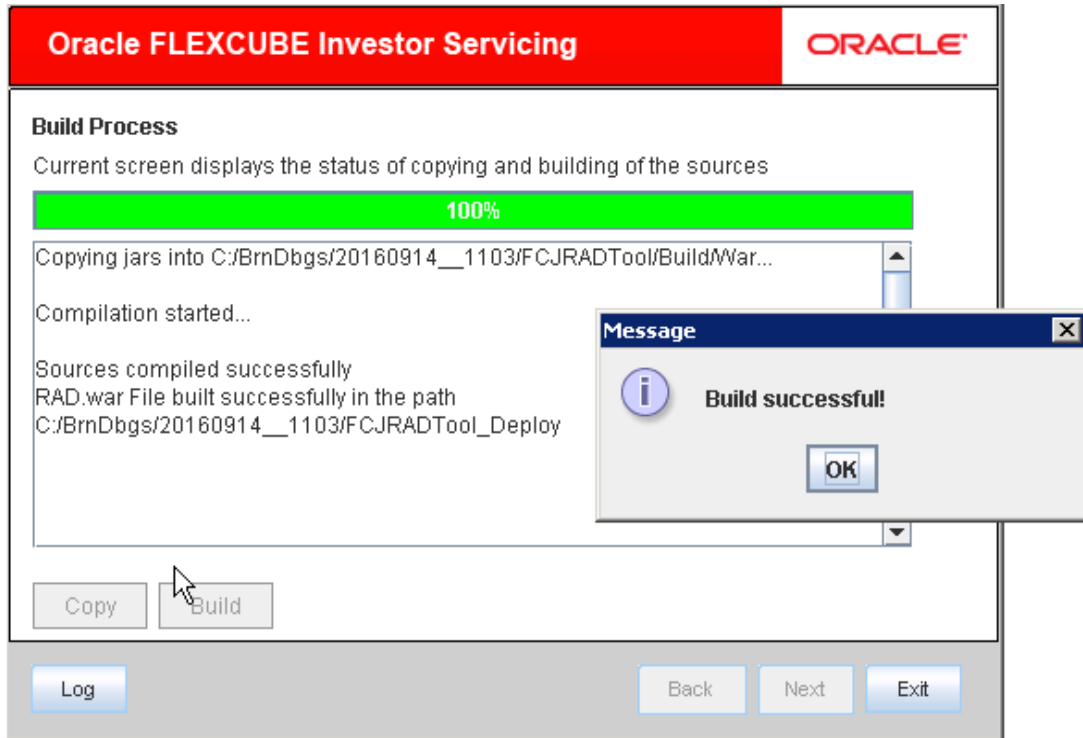 Oracle FLEXCUBE Investor Servicing
ORACLE
Build Process
Current screen displays the status of copying and building of the sources
100%
Copying jars into C:/BrnDbgs/20160914__1103/FCJRADTool/Build/War...
Compilation started...
Sources compiled successfully
RAD.war File built successfully in the path
C:/BrnDbgs/20160914__1103/FCJRADTool_Deploy
Message
Build successful!
OK
Copy
Build
Log
Back
Next
Exit